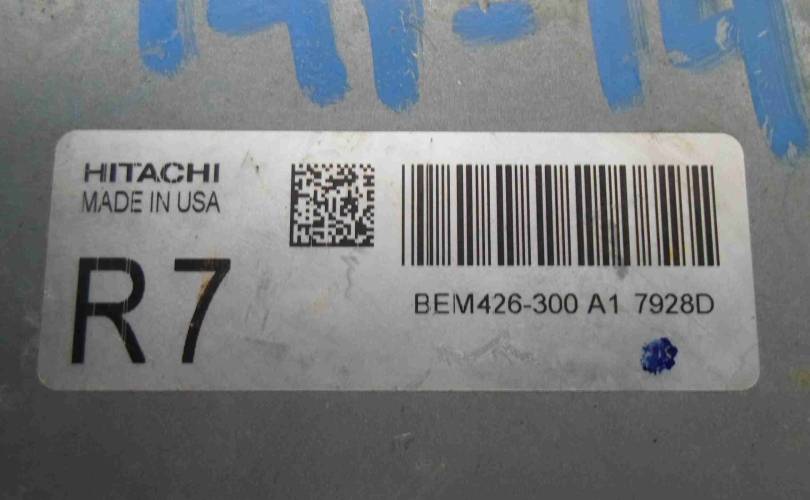 HITACHI
MADE IN USA
R7
BEM426-300 A1 7928D